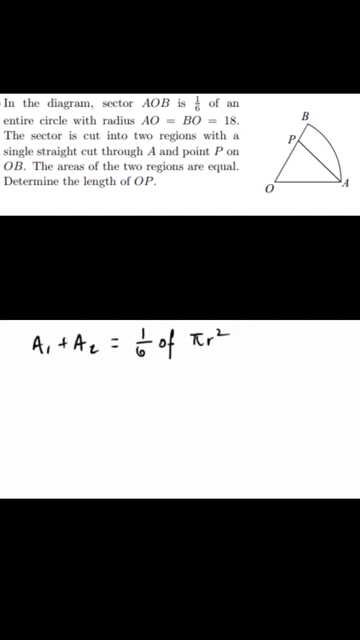 In the diagram, sector AOB is 1/6 of an
entire circle with radius AO = BO = 18.
The sector is cut into two regions with a
single straight cut through A and point P on
OB. The areas of the two regions are equal.
Determine the length of OP.
B
P
O
A
A₁ + A₂ = 1/6 of πr²